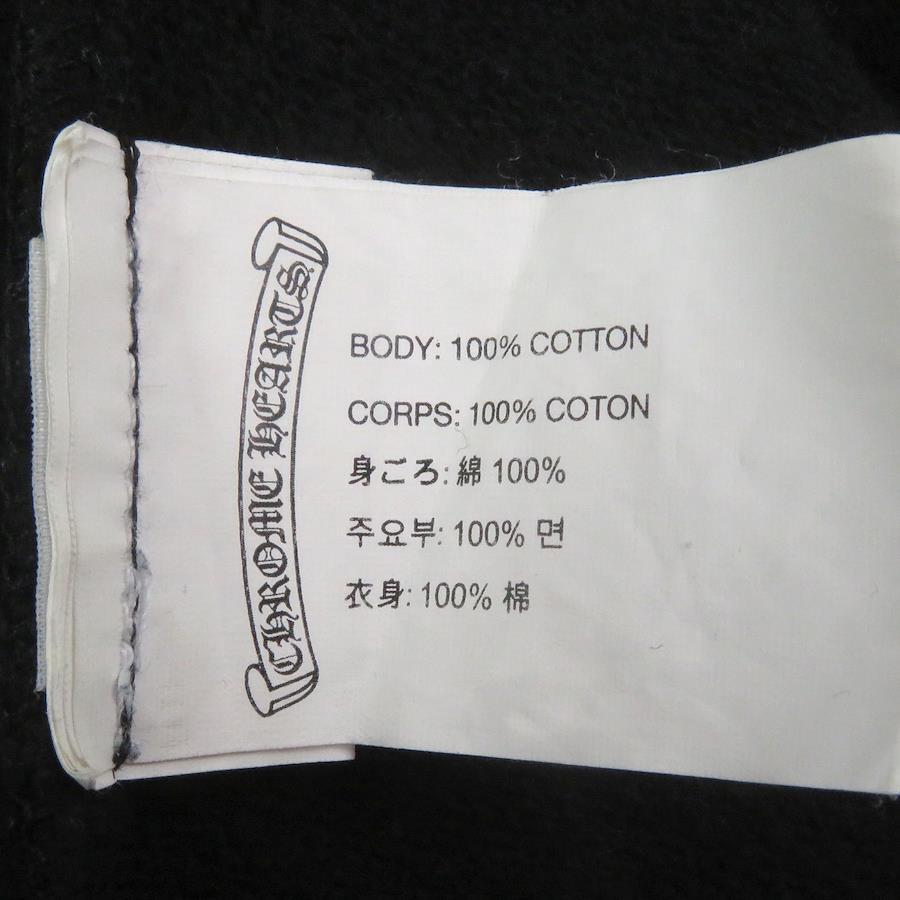 CHROME HEARTS
BODY: 100% COTTON
CORPS: 100% COTON
身ごろ: 綿 100%
주요부: 100% 면
衣身: 100% 棉